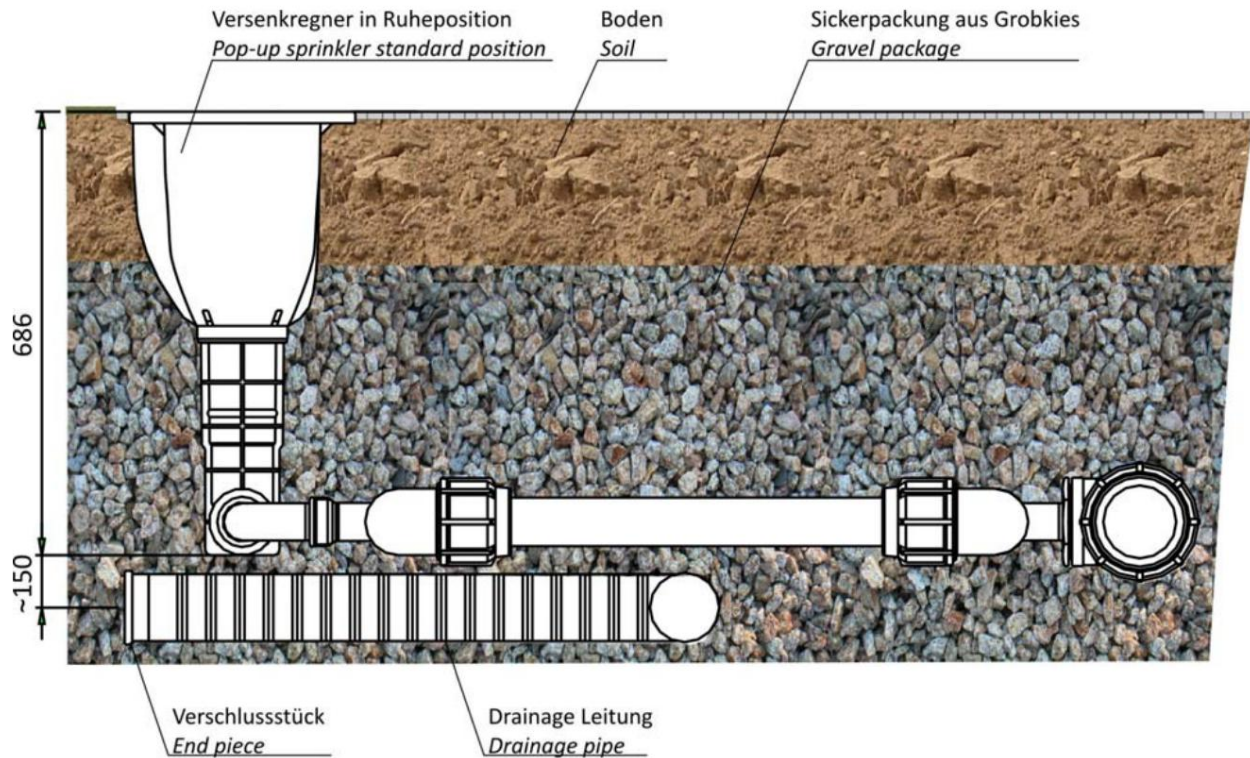 Versenkregner in Ruheposition
Pop-up sprinkler standard position
Boden
Soil
Sickerpackung aus Grobkies
Gravel package
686
~150
Verschlussstück
End piece
Drainage Leitung
Drainage pipe